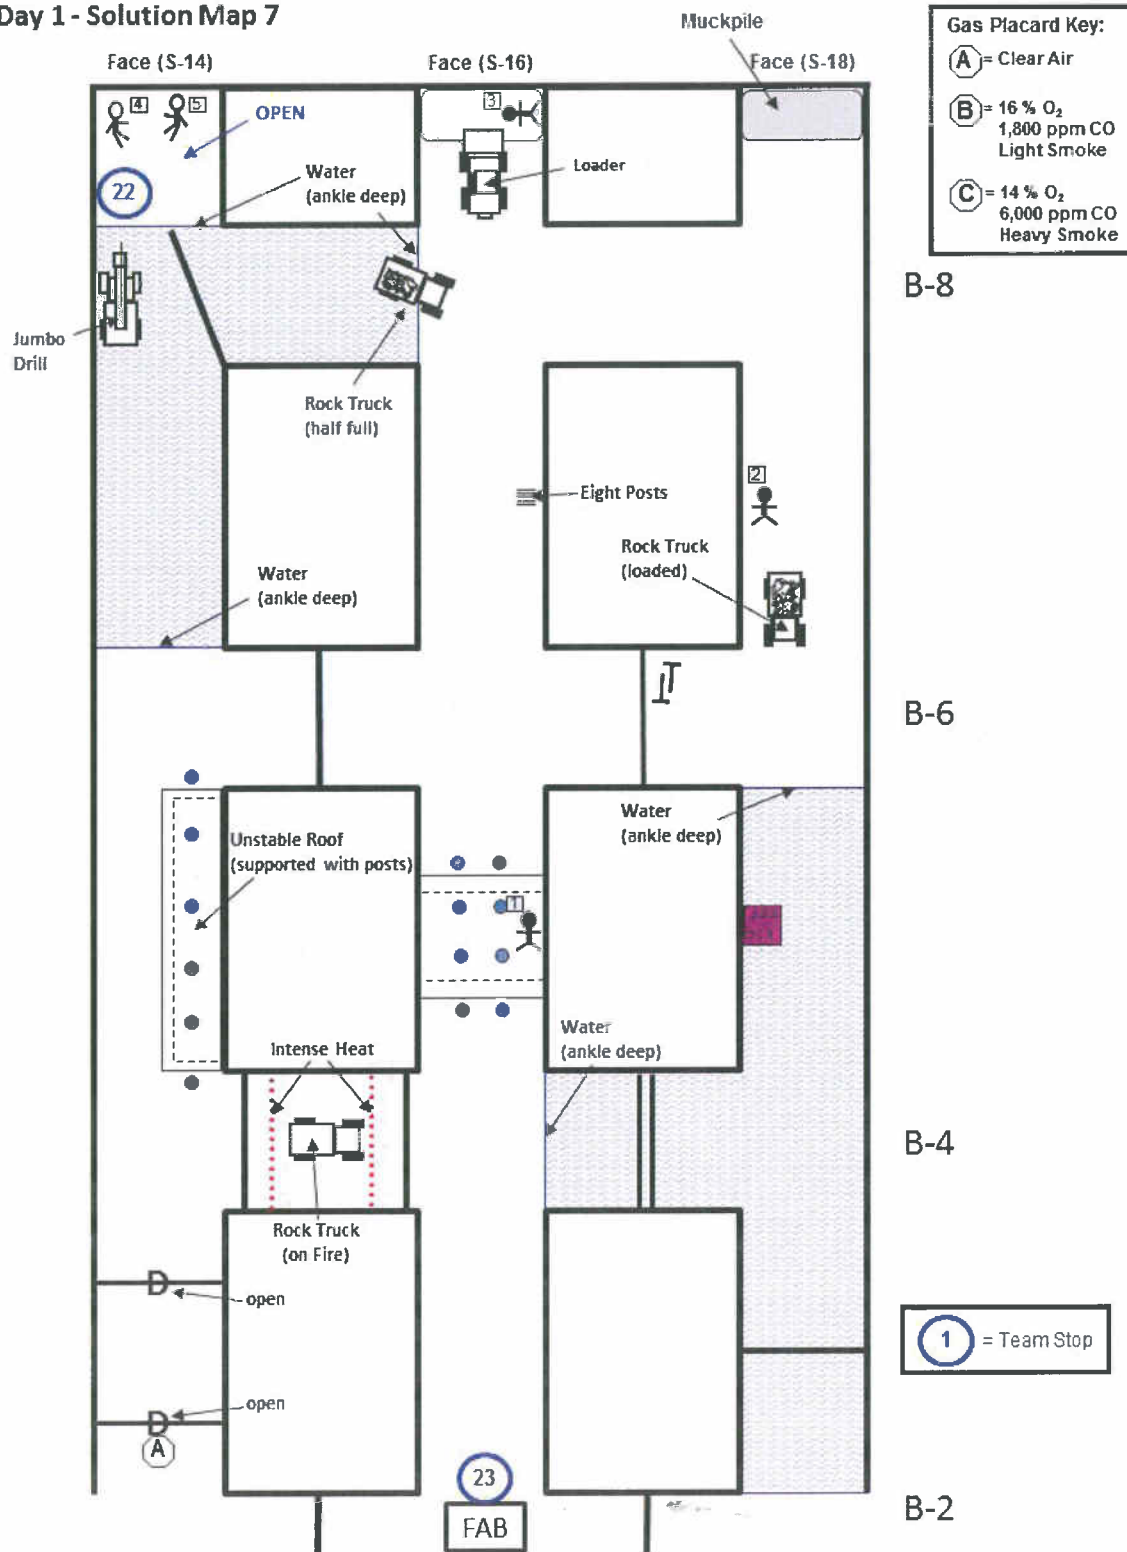 Day 1 - Solution Map 7
Muckpile
Face (S-14)
Face (S-16)
Face (S-18)
Gas Placard Key:
A = Clear Air
B = 16 % O₂
1,800 ppm CO
Light Smoke
C = 14 % O₂
6,000 ppm CO
Heavy Smoke
4
5
OPEN
3
22
Water
(ankle deep)
Loader
B-8
Jumbo
Drill
Rock Truck
(half full)
2
Eight Posts
Rock Truck
(loaded)
Water
(ankle deep)
B-6
Water
(ankle deep)
Unstable Roof
(supported with posts)
1
Water
(ankle deep)
Intense Heat
B-4
Rock Truck
(on Fire)
D
open
1 = Team Stop
open
D
A
23
FAB
B-2